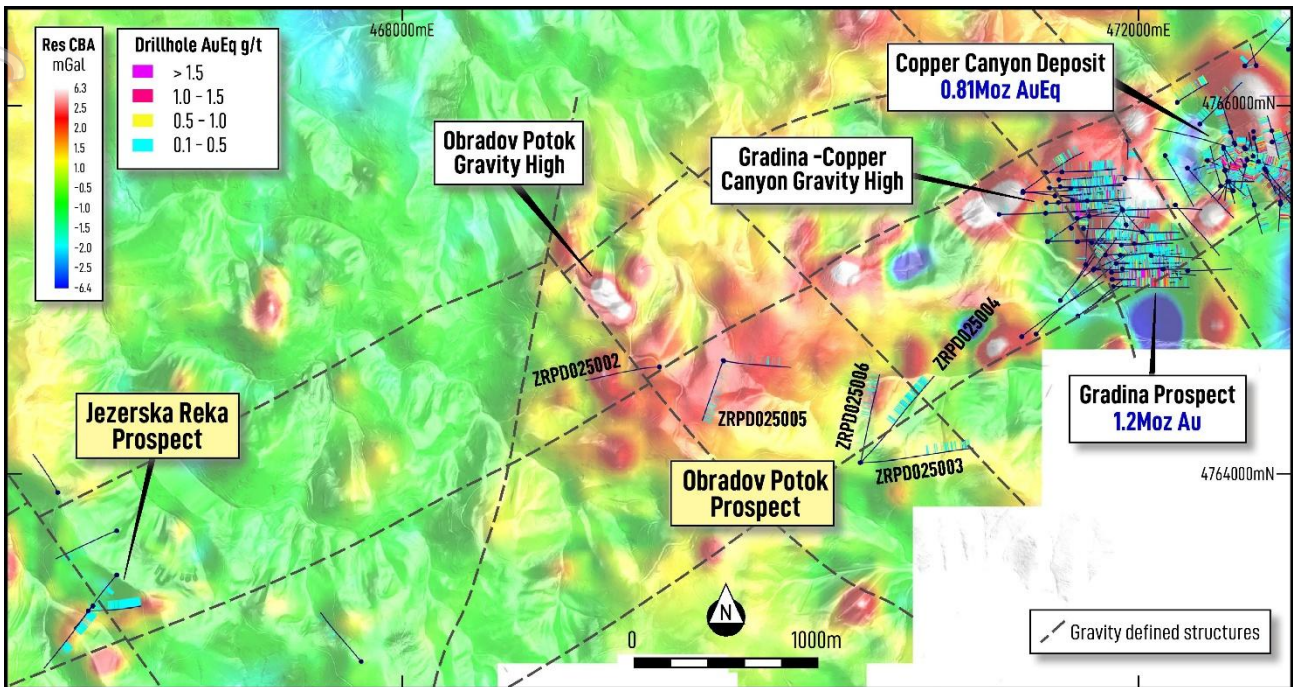 468000mE
472000mE
Res CBA
mGal
6.3
2.5
2.0
1.0
-0.5
-1.0
-2.0
-2.5
-6.4
Drillhole AuEq g/t
> 1.5
1.0 - 1.5
0.5 - 1.0
0.1 - 0.5
Copper Canyon Deposit
0.81Moz AuEq
4766000mN
Obradov Potok
Gravity High
Gradina -Copper
Canyon Gravity High
ZRPD025002
ZRPD025005
ZRPD025006
ZRPD025004
ZRPD025003
Gradina Prospect
1.2Moz Au
Jezerska Reka
Prospect
Obradov Potok
Prospect
4764000mN
N
0
1000m
Gravity defined structures